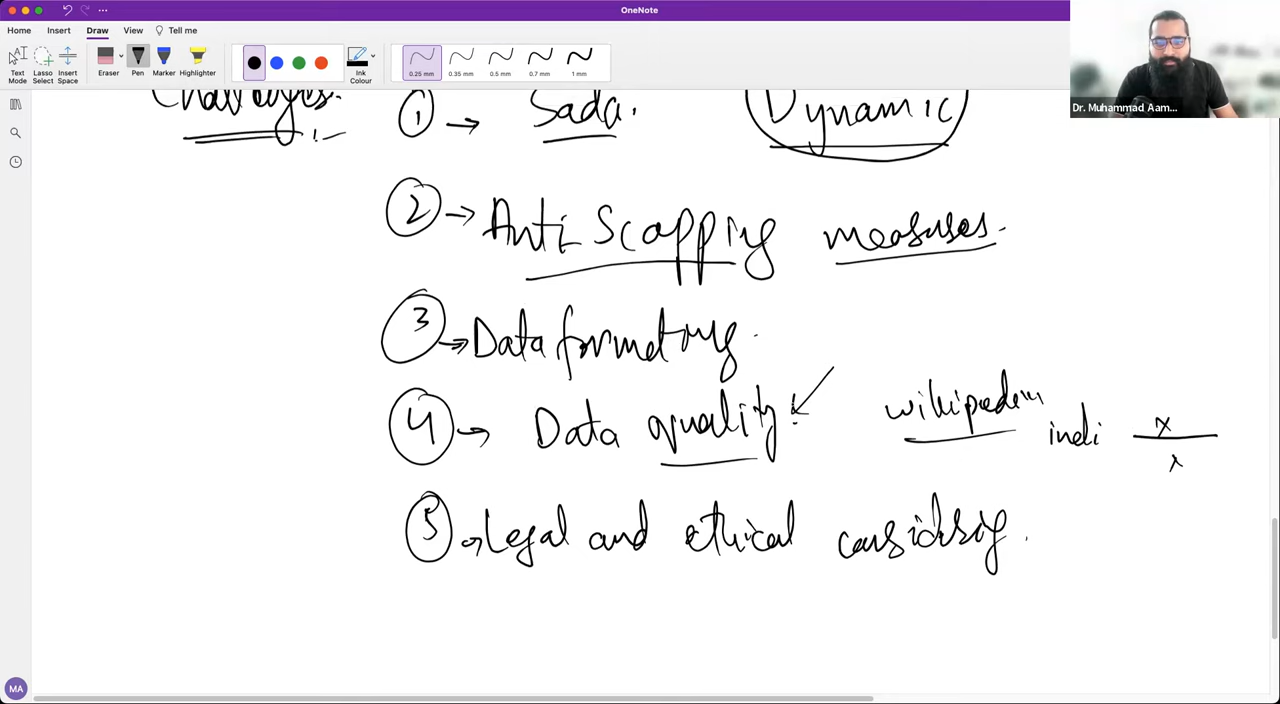 OneNote
Home Insert Draw View Tell me
Text Mode
Lasso Select
Insert Space
Eraser
Pen
Marker
Highlighter
0.25 mm
0.35 mm
0.5 mm
0.7 mm
1 mm
Ink Colour
Dr. Muhammad Aam...
Challenges.
1 → Sada. Dynamic
2 → Anti Scapping measures.
3 → Data formeting.
4 → Data quality wikipedia
indi x
x
5 → Legal and ethical
MA